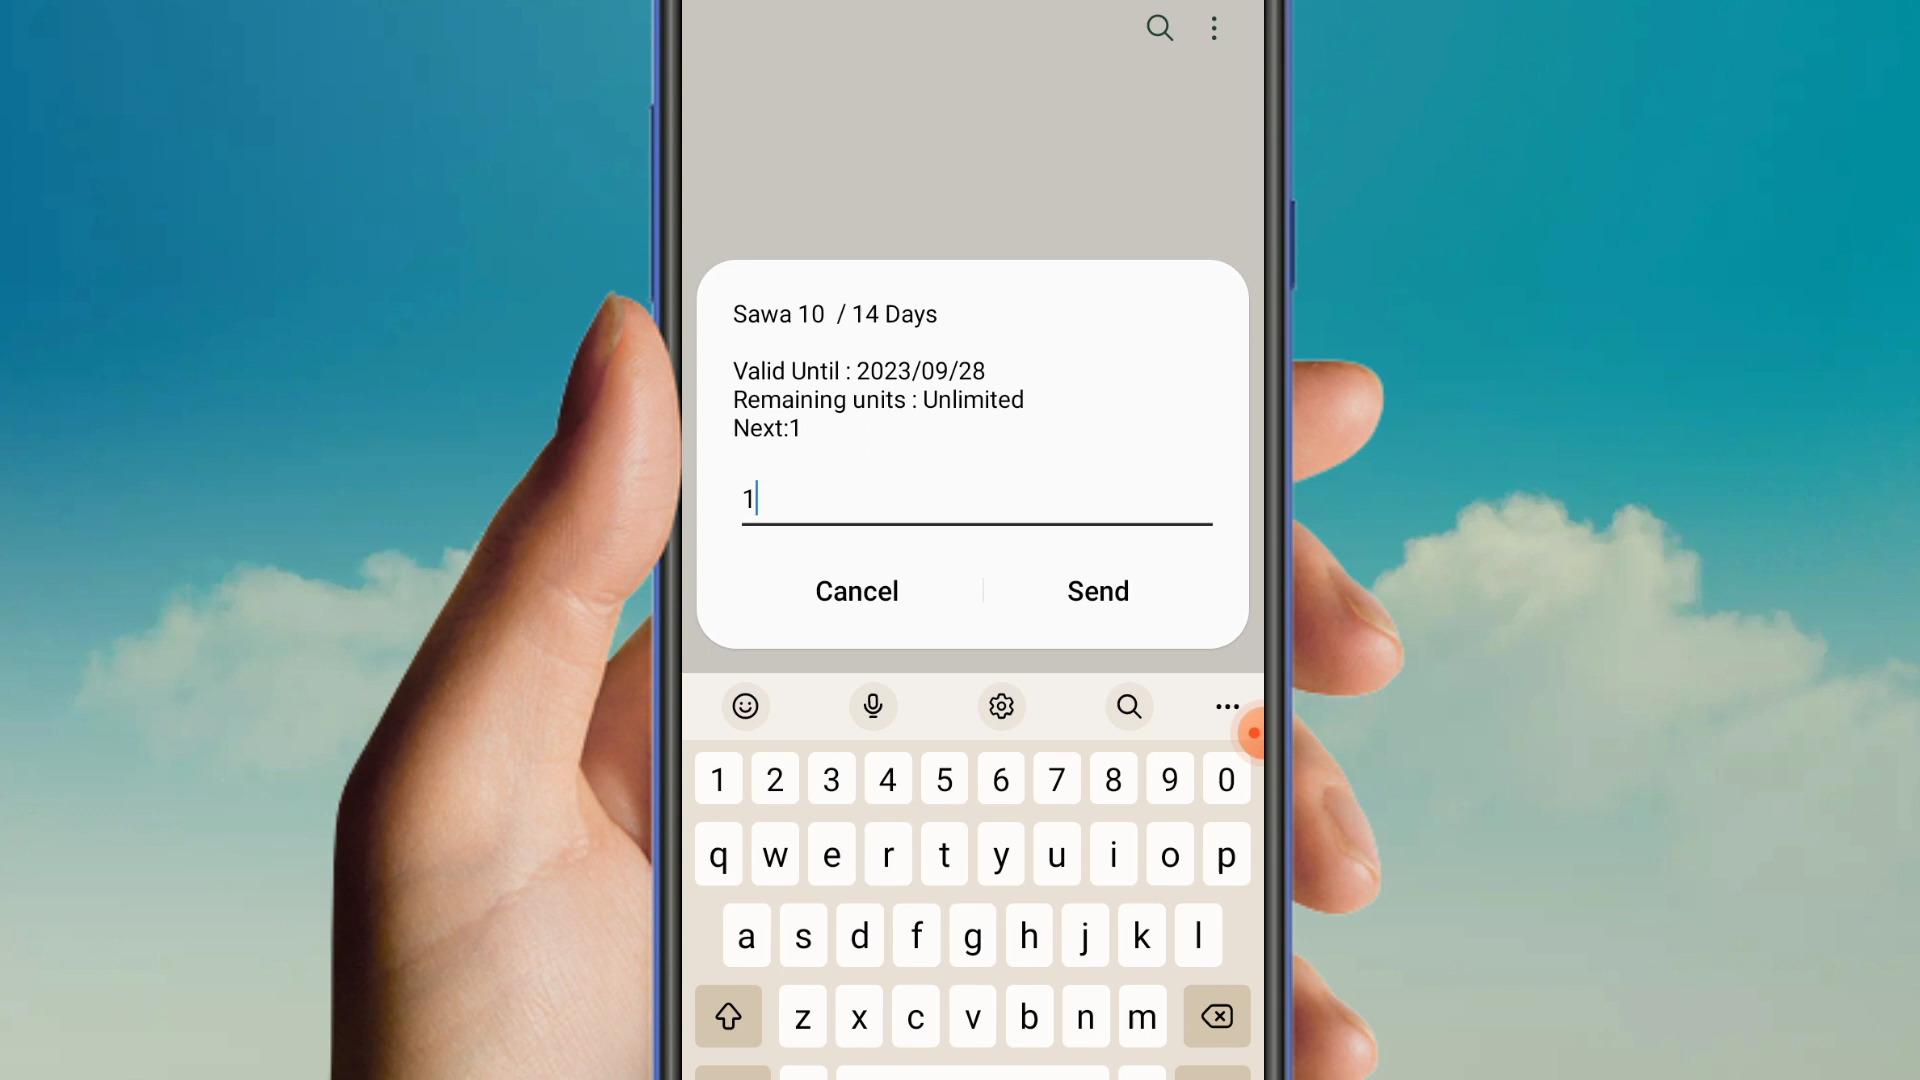 Sawa 10 / 14 Days
Valid Until : 2023/09/28
Remaining units : Unlimited
Next:1
1
Cancel
Send
1 2 3 4 5 6 7 8 9 0
q w e r t y u i o p
a s d f g h j k l
z x c v b n m